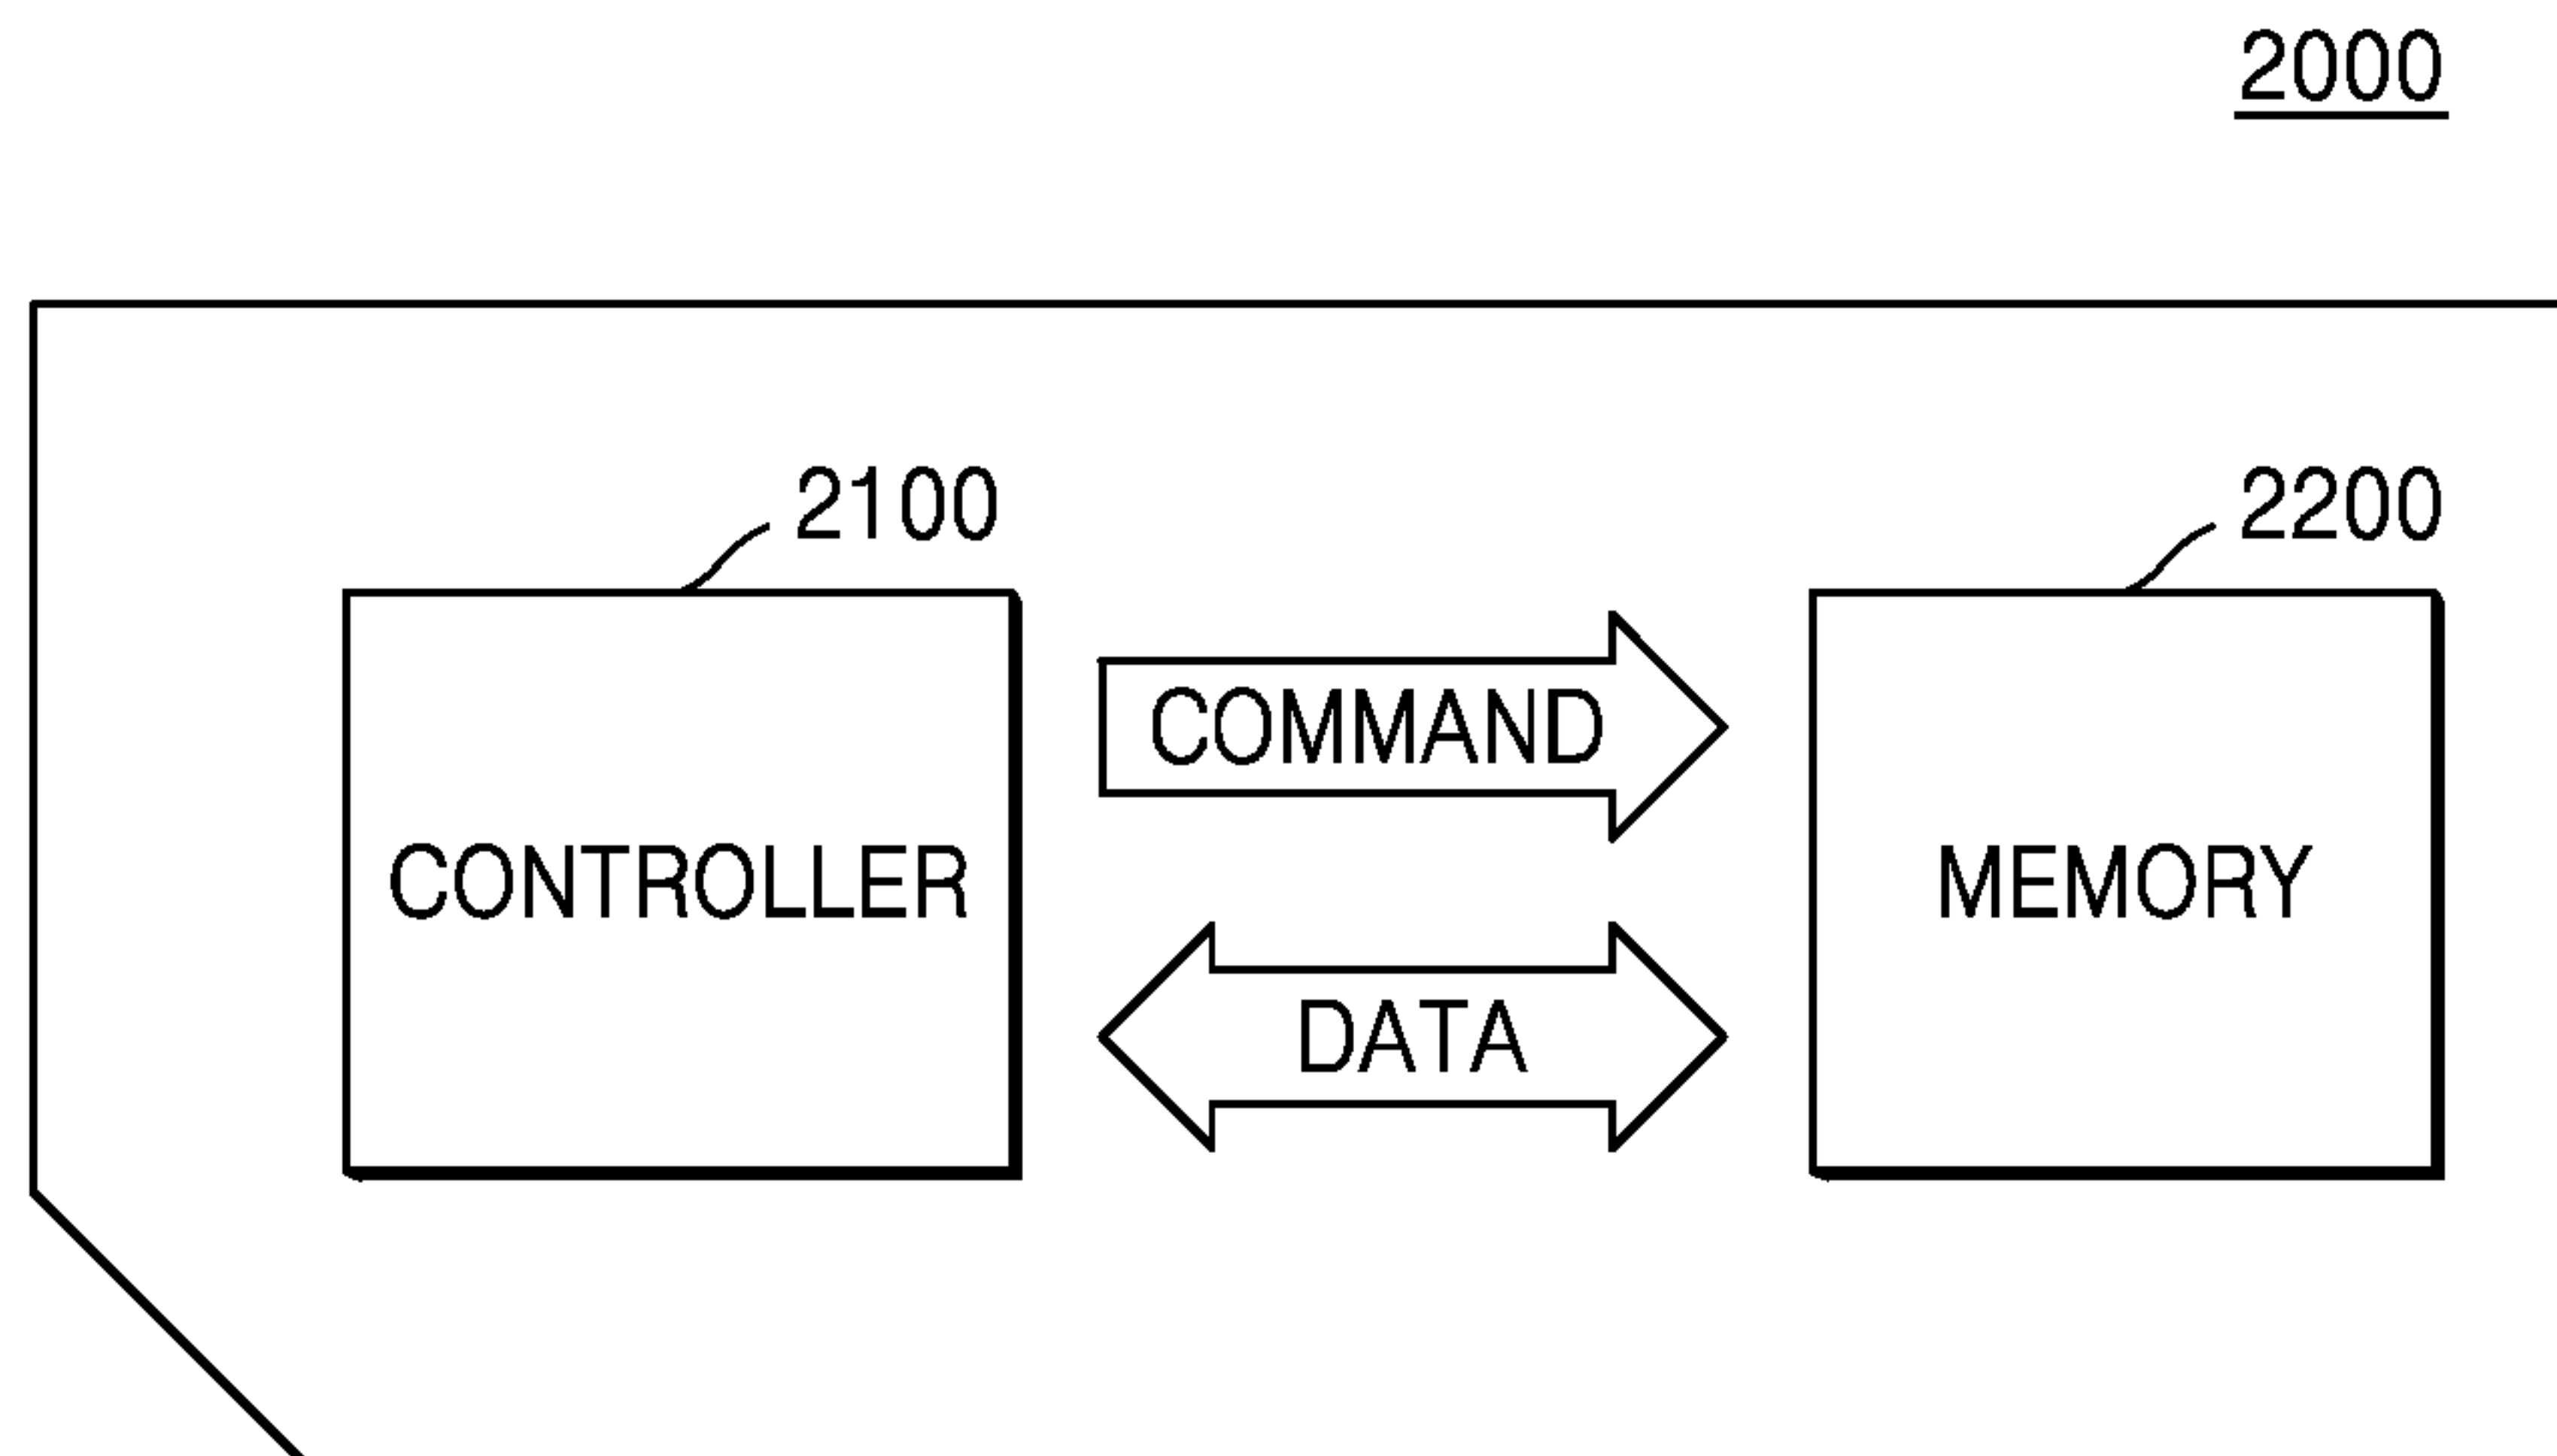 2000
2100
2200
COMMAND
CONTROLLER
MEMORY
DATA